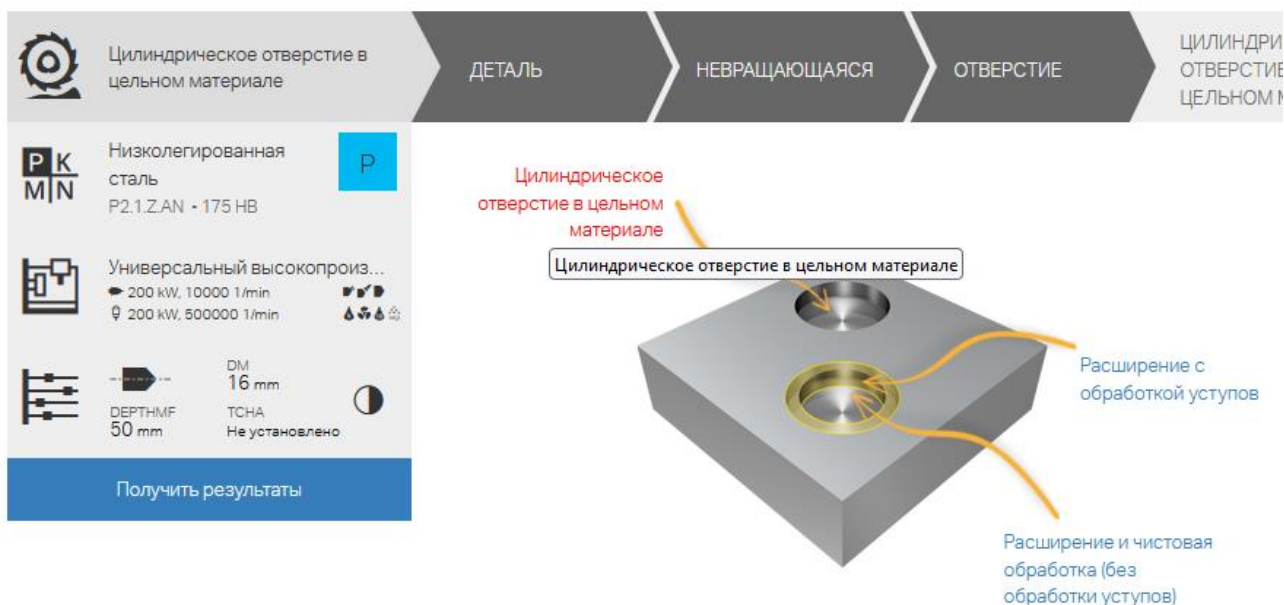 Цилиндрическое отверстие в
цельном материале
ДЕТАЛЬ
НЕВРАЩАЮЩАЯСЯ
ОТВЕРСТИЕ
ЦИЛИНДРИ
ОТВЕРСТИЕ
ЦЕЛЬНОМ М
P K
M N
Низколегированная
сталь
P2.1.Z.AN • 175 HB
P
Универсальный высокопроиз...
200 kW, 10000 1/min
200 kW, 500000 1/min
DM
16 mm
DEPTHMF
50 mm
TCHA
Не установлено
Получить результаты
Цилиндрическое
отверстие в цельном
материале
Цилиндрическое отверстие в цельном материале
Расширение с
обработкой уступов
Расширение и чистовая
обработка (без
обработки уступов)